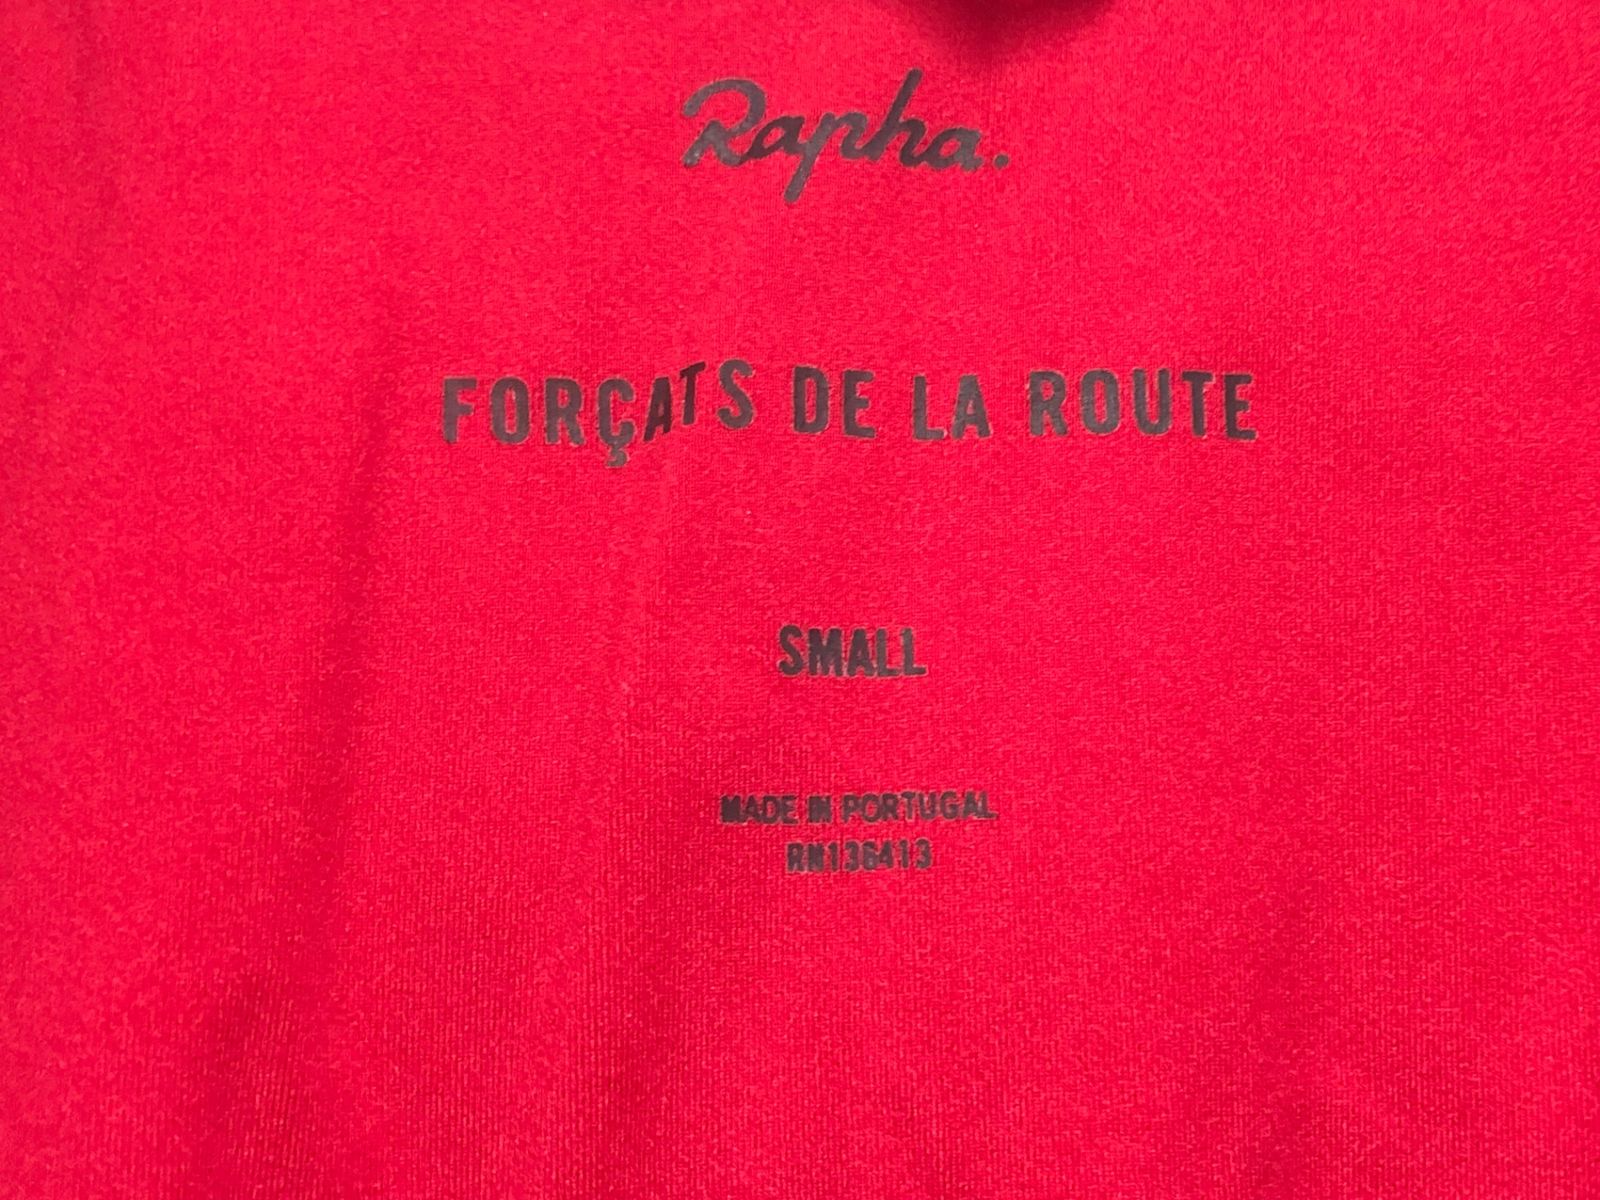 Rapha.
FORÇATS DE LA ROUTE
SMALL
MADE IN PORTUGAL
RN136413